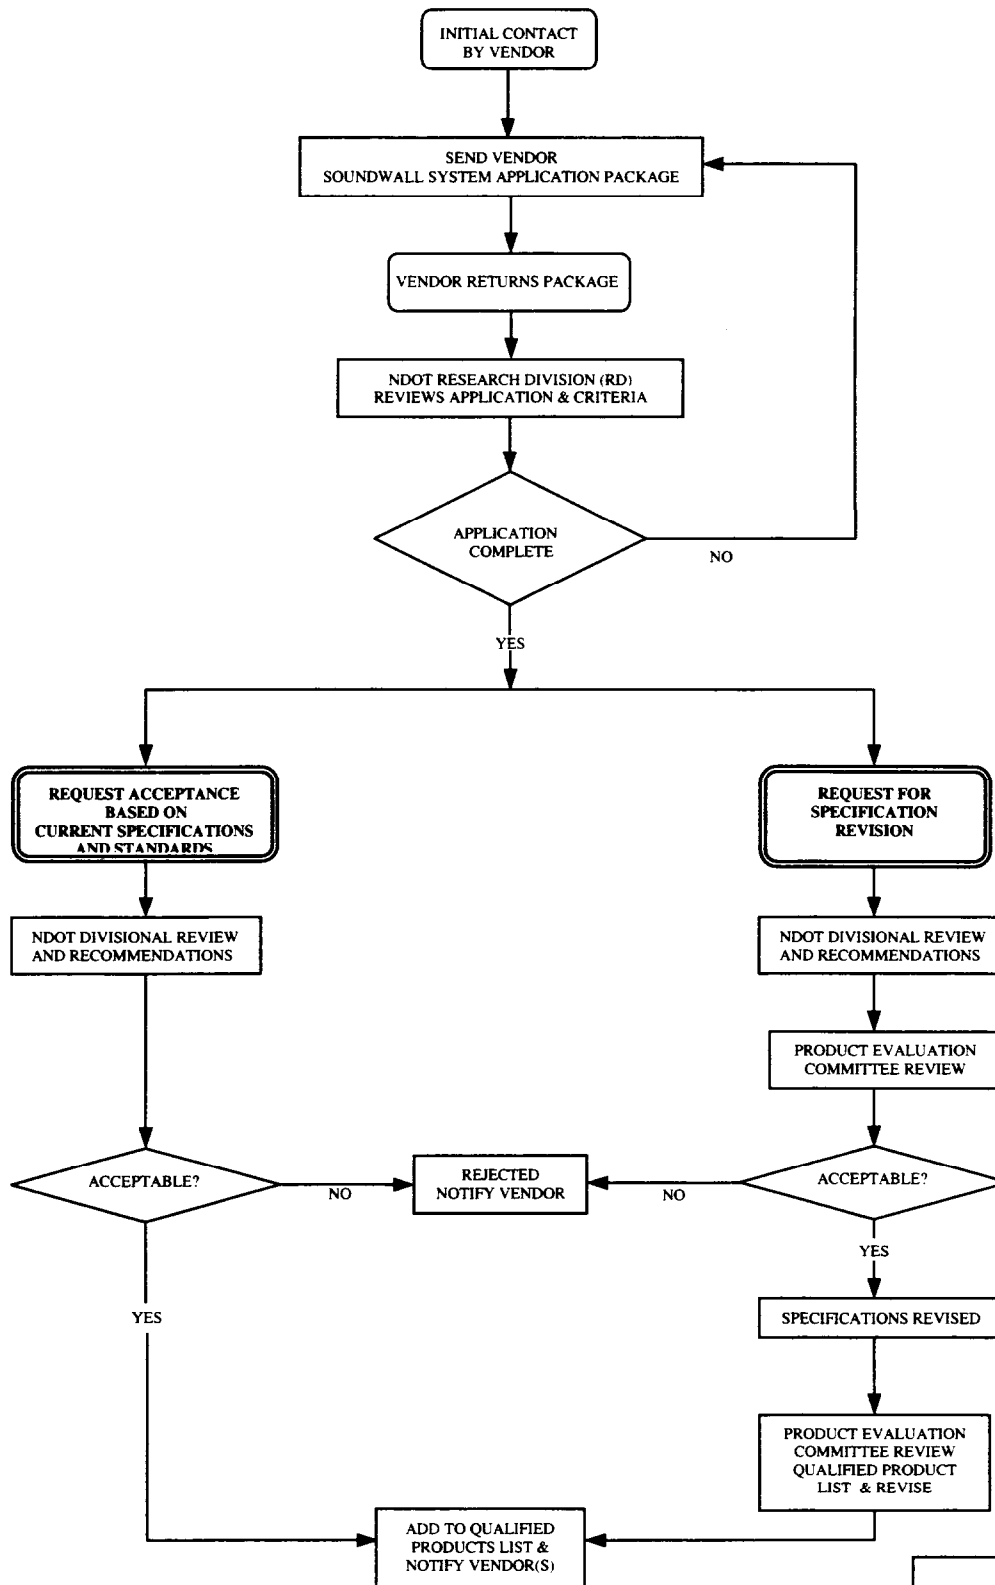 INITIAL CONTACT
BY VENDOR
SEND VENDOR
SOUNDWALL SYSTEM APPLICATION PACKAGE
VENDOR RETURNS PACKAGE
NDOT RESEARCH DIVISION (RD)
REVIEWS APPLICATION & CRITERIA
APPLICATION
COMPLETE
NO
YES
REQUEST ACCEPTANCE
BASED ON
CURRENT SPECIFICATIONS
AND STANDARDS
REQUEST FOR
SPECIFICATION
REVISION
NDOT DIVISIONAL REVIEW
AND RECOMMENDATIONS
NDOT DIVISIONAL REVIEW
AND RECOMMENDATIONS
PRODUCT EVALUATION
COMMITTEE REVIEW
ACCEPTABLE?
NO
REJECTED
NOTIFY VENDOR
NO
ACCEPTABLE?
YES
YES
SPECIFICATIONS REVISED
PRODUCT EVALUATION
COMMITTEE REVIEW
QUALIFIED PRODUCT
LIST & REVISE
ADD TO QUALIFIED
PRODUCTS LIST &
NOTIFY VENDOR(S)